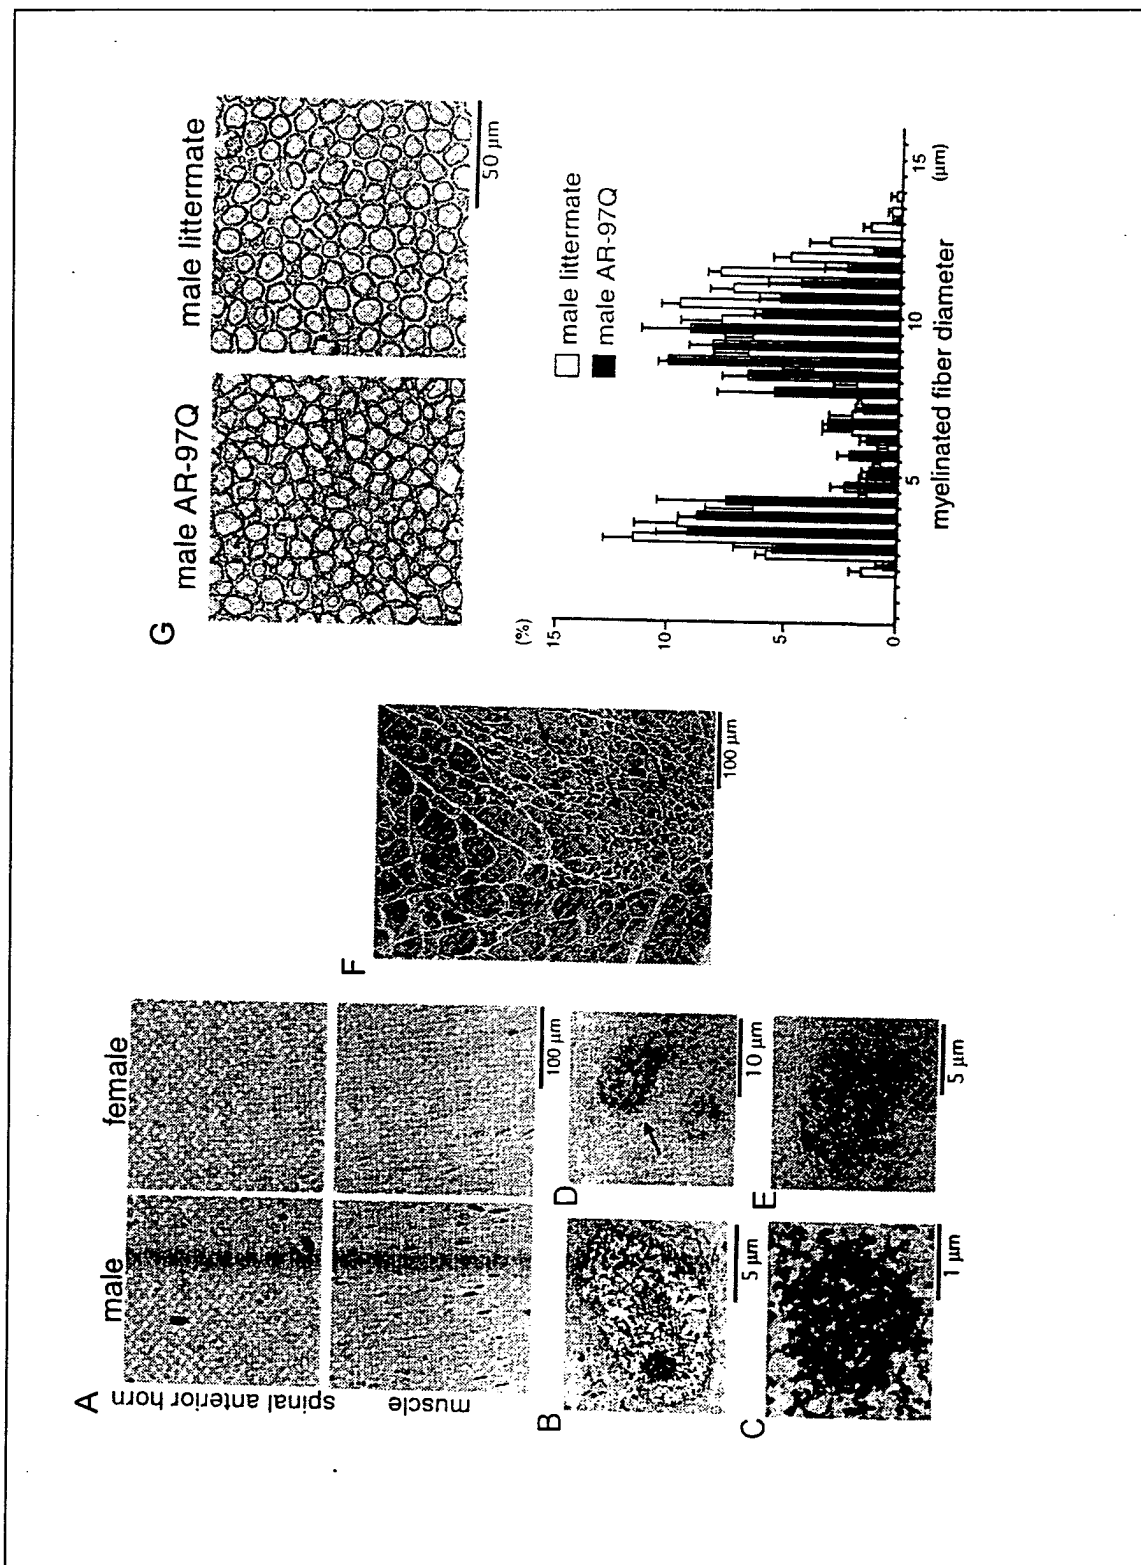 A
male
female
spinal anterior horn
muscle
100 µm
B
5 µm
D
10 µm
C
1 µm
E
5 µm
F
100 µm
G
male AR-97Q
male littermate
50 µm
(%)
15
10
5
0
male littermate
male AR-97Q
5
10
15
(µm)
myelinated fiber diameter